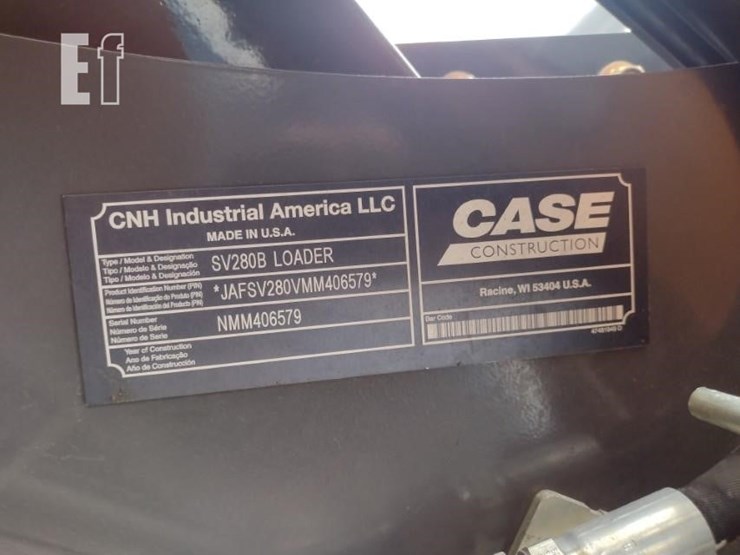 Ef
CNH Industrial America LLC
MADE IN U.S.A.
Type / Model & Designation
Tipo / Modelo & Designação
Tipo / Modelo & Designación
SV280B LOADER
Product Identification Number (PIN)
Número de Identificação do Produto (PIN)
Número de Identificación del Producto (PIN)
*JAFSV280VMM406579*
Serial Number
Número de Série
Número de Serie
NMM406579
Year of Construction
Ano de Fabricação
Año de Construcción
CASE
CONSTRUCTION
Racine, WI 53404 U.S.A.
Bar Code